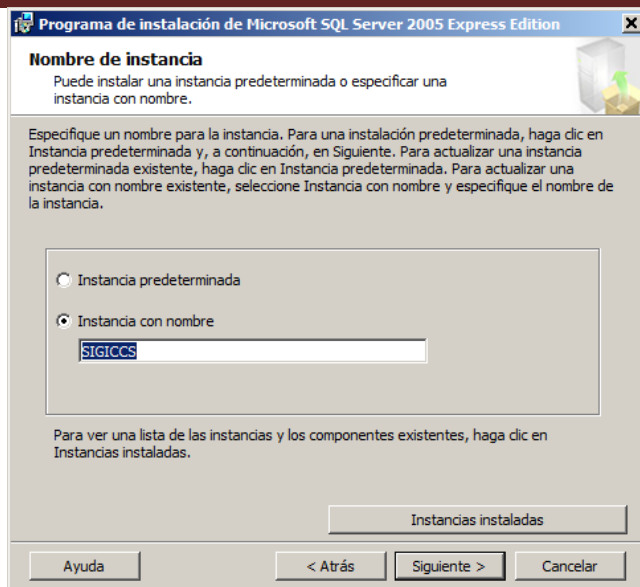 Programa de instalación de Microsoft SQL Server 2005 Express Edition
Nombre de instancia
Puede instalar una instancia predeterminada o especificar una
instancia con nombre.
Especifique un nombre para la instancia. Para una instalación predeterminada, haga clic en
Instancia predeterminada y, a continuación, en Siguiente. Para actualizar una instancia
predeterminada existente, haga clic en Instancia predeterminada. Para actualizar una
instancia con nombre existente, seleccione Instancia con nombre y especifique el nombre de
la instancia.
Instancia predeterminada
Instancia con nombre
SIGICCS
Para ver una lista de las instancias y los componentes existentes, haga clic en
Instancias instaladas.
Instancias instaladas
Ayuda
< Atrás
Siguiente >
Cancelar